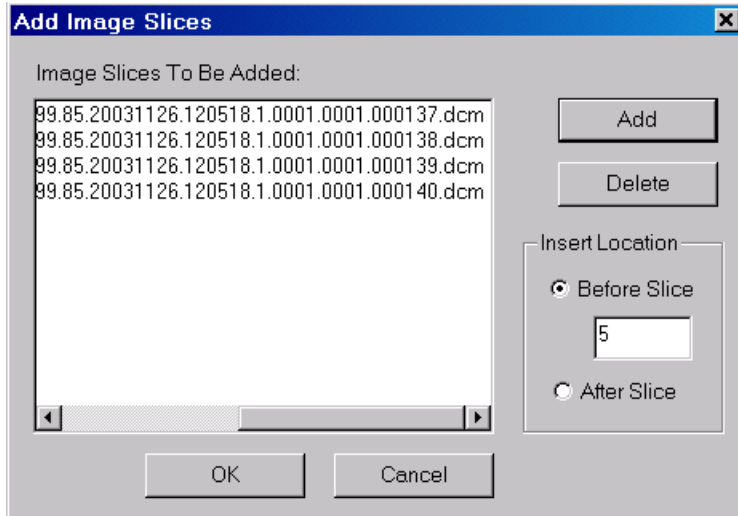 Add Image Slices
Image Slices To Be Added:
99.85.20031126.120518.1.0001.0001.000137.dcm
99.85.20031126.120518.1.0001.0001.000138.dcm
99.85.20031126.120518.1.0001.0001.000139.dcm
99.85.20031126.120518.1.0001.0001.000140.dcm
Add
Delete
Insert Location
Before Slice
5
After Slice
OK
Cancel